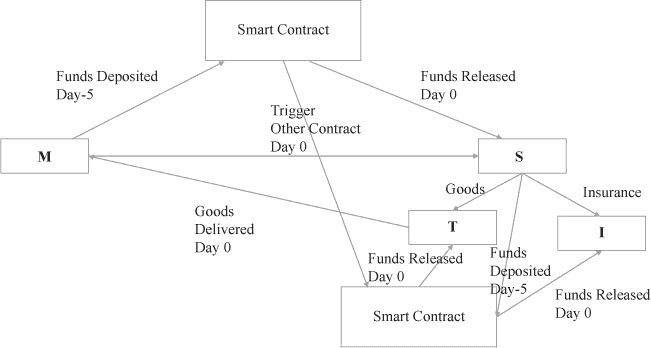 Smart Contract
Funds Deposited
Day-5
Funds Released
Day 0
Trigger
Other Contract
Day 0
M
S
Goods
Insurance
Goods
Delivered
Day 0
T
I
Funds Released
Day 0
Funds
Deposited
Day-5
Funds Released
Day 0
Smart Contract